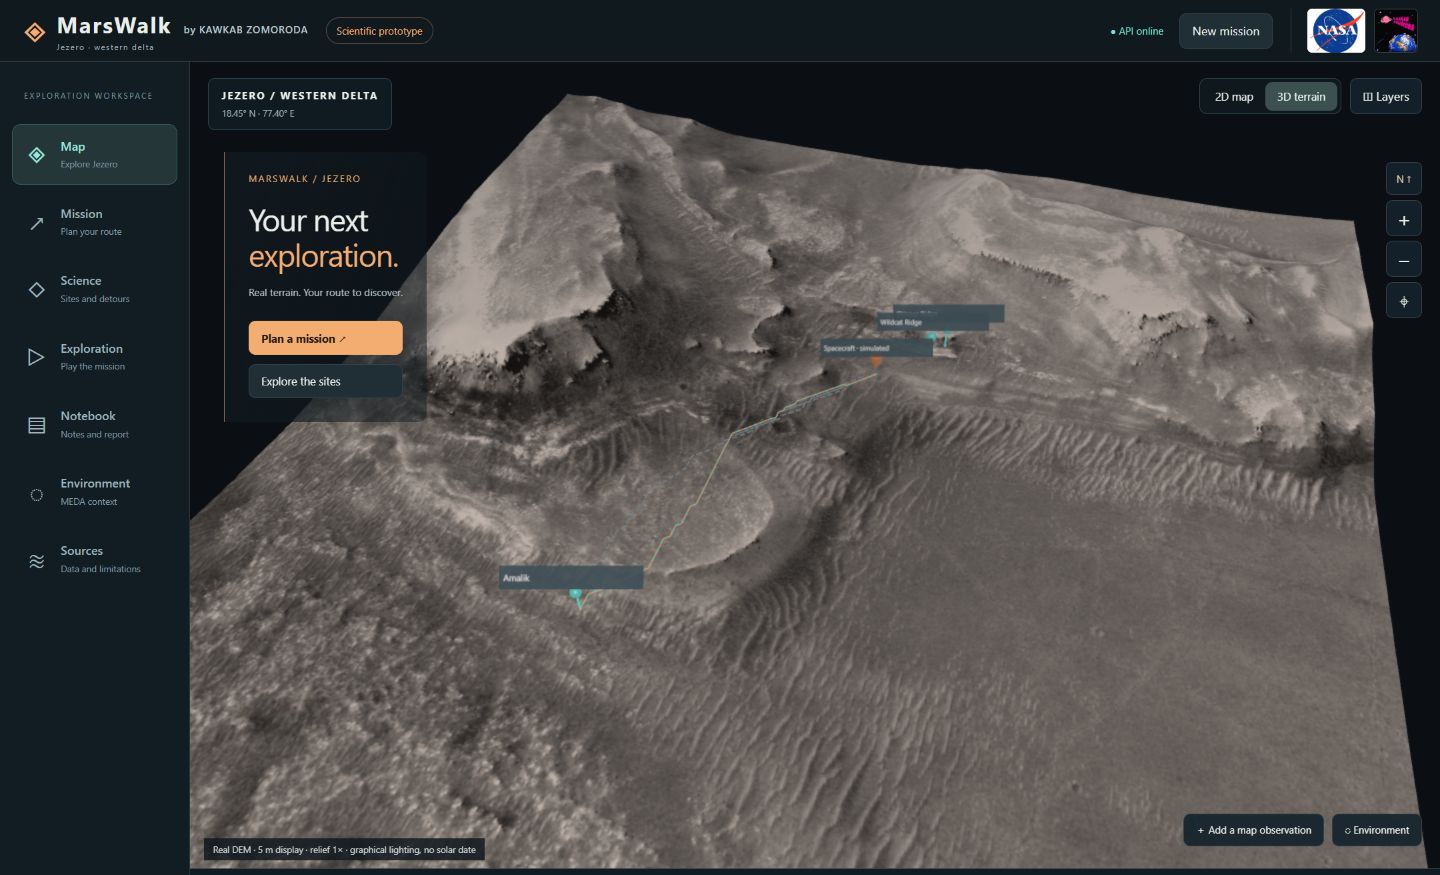 MarsWalk
by KAWKAB ZOMORODA
Jezero · western delta
Scientific prototype
● API online
New mission
NASA
EXPLORATION WORKSPACE
Map
Explore Jezero
Mission
Plan your route
Science
Sites and detours
Exploration
Play the mission
Notebook
Notes and report
Environment
MEDA context
Sources
Data and limitations
JEZERO / WESTERN DELTA
18.45° N · 77.40° E
2D map
3D terrain
Layers
MARSWALK / JEZERO
Your next
exploration.
Real terrain. Your route to discover.
Plan a mission ↗
Explore the sites
N ↑
+
−
Wildcat Ridge
Spacecraft · simulated
Amalik
+ Add a map observation
○ Environment
Real DEM · 5 m display · relief 1× · graphical lighting, no solar date